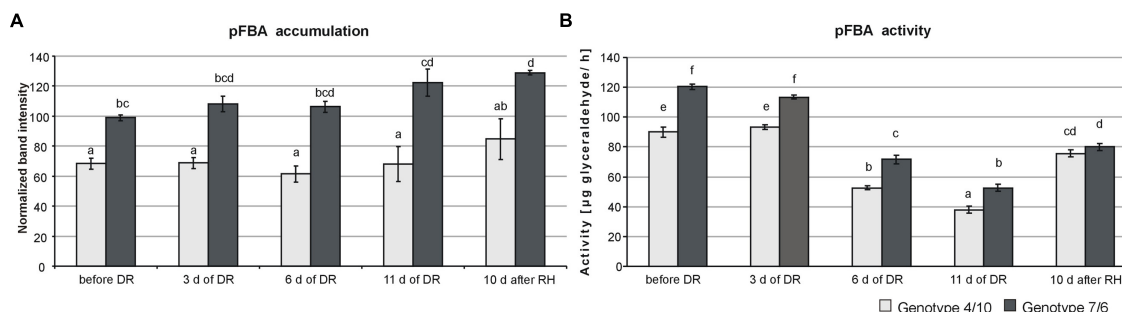 A
pFBA accumulation
Normalized band intensity
140
120
100
80
60
40
20
0
a
bc
a
bcd
a
bcd
a
cd
ab
d
before DR
3 d of DR
6 d of DR
11 d of DR
10 d after RH
B
pFBA activity
Activity [µg glyceraldehyde/ h]
140
120
100
80
60
40
20
0
e
f
e
f
b
c
a
b
cd
d
before DR
3 d of DR
6 d of DR
11 d of DR
10 d after RH
Genotype 4/10
Genotype 7/6